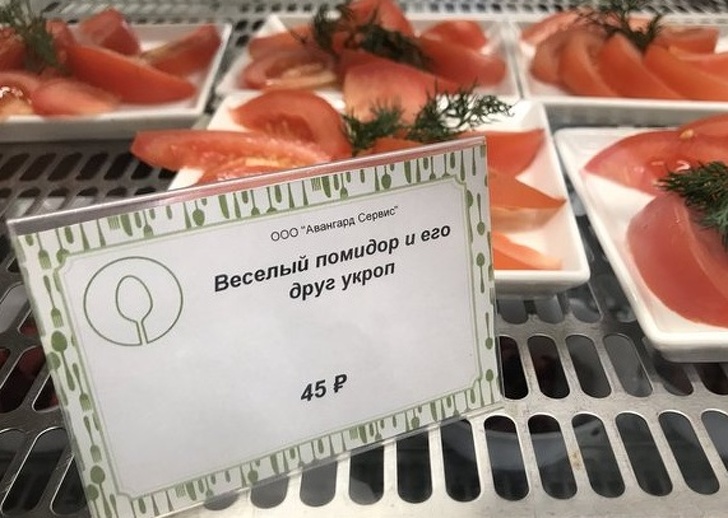 ООО "Авангард Сервис"
Веселый помидор и его
друг укроп
45 ₽